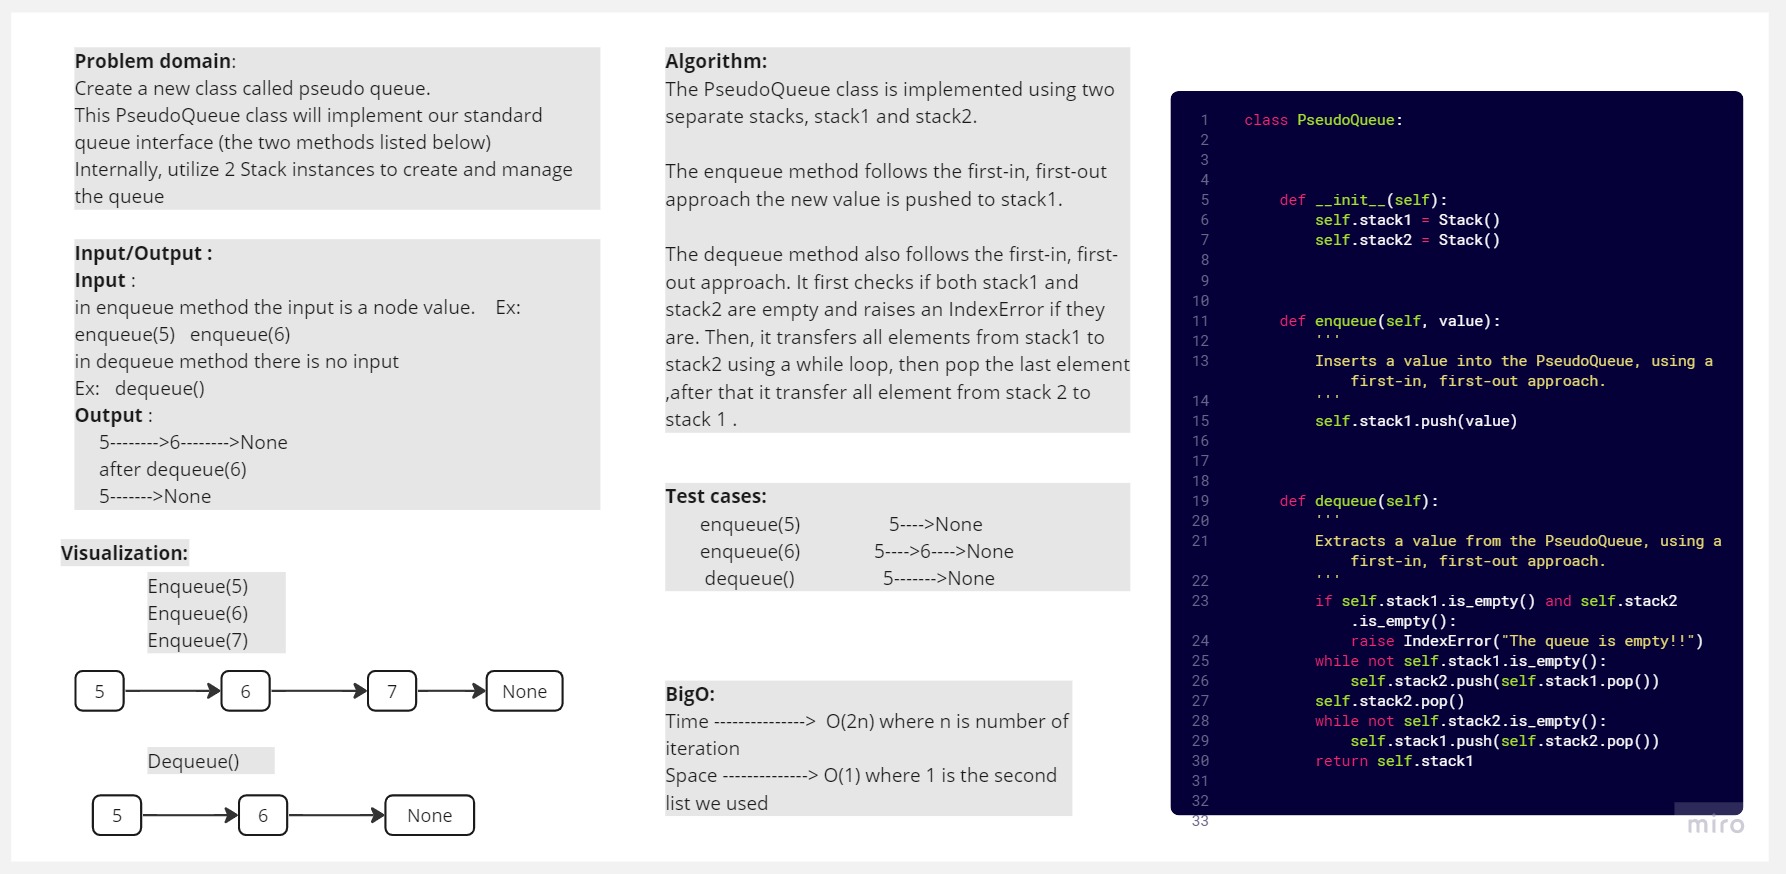 Problem domain:
Create a new class called pseudo queue.
This PseudoQueue class will implement our standard
queue interface (the two methods listed below)
Internally, utilize 2 Stack instances to create and manage
the queue
Input/Output :
Input :
in enqueue method the input is a node value.    Ex:
enqueue(5)   enqueue(6)
in dequeue method there is no input
Ex:   dequeue()
Output :
5-------->6-------->None
after dequeue(6)
5------->None
Visualization:
Enqueue(5)
Enqueue(6)
Enqueue(7)
5 6 7 None
Dequeue()
5 6 None
Algorithm:
The PseudoQueue class is implemented using two
separate stacks, stack1 and stack2.
The enqueue method follows the first-in, first-out
approach the new value is pushed to stack1.
The dequeue method also follows the first-in, first-
out approach. It first checks if both stack1 and
stack2 are empty and raises an IndexError if they
are. Then, it transfers all elements from stack1 to
stack2 using a while loop, then pop the last element
,after that it transfer all element from stack 2 to
stack 1 .
Test cases:
enqueue(5)    5---->None
enqueue(6)    5---->6---->None
dequeue()    5------->None
BigO:
Time --------------->  O(2n) where n is number of
iteration
Space --------------> O(1) where 1 is the second
list we used
1 class PseudoQueue:
2
3
4
5 def __init__(self):
6 self.stack1 = Stack()
7 self.stack2 = Stack()
8
9
10
11 def enqueue(self, value):
12 '''
13 Inserts a value into the PseudoQueue, using a
first-in, first-out approach.
14 '''
15 self.stack1.push(value)
16
17
18
19 def dequeue(self):
20 '''
21 Extracts a value from the PseudoQueue, using a
first-in, first-out approach.
22 '''
23 if self.stack1.is_empty() and self.stack2
.is_empty():
24 raise IndexError("The queue is empty!!")
25 while not self.stack1.is_empty():
26 self.stack2.push(self.stack1.pop())
27 self.stack2.pop()
28 while not self.stack2.is_empty():
29 self.stack1.push(self.stack2.pop())
30 return self.stack1
31
32
33
miro